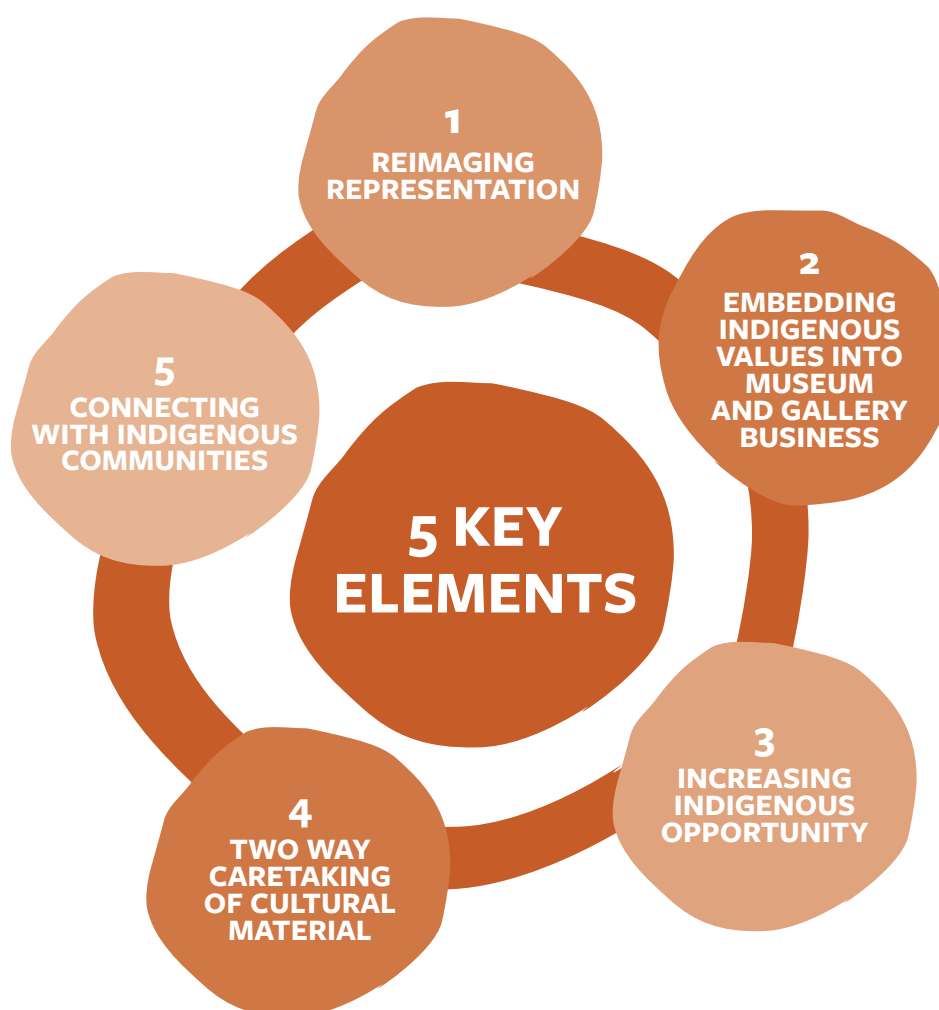 1
REIMAGING
REPRESENTATION
2
EMBEDDING
INDIGENOUS
VALUES INTO
MUSEUM
AND GALLERY
BUSINESS
3
INCREASING
INDIGENOUS
OPPORTUNITY
4
TWO WAY
CARETAKING
OF CULTURAL
MATERIAL
5
CONNECTING
WITH INDIGENOUS
COMMUNITIES
5 KEY
ELEMENTS